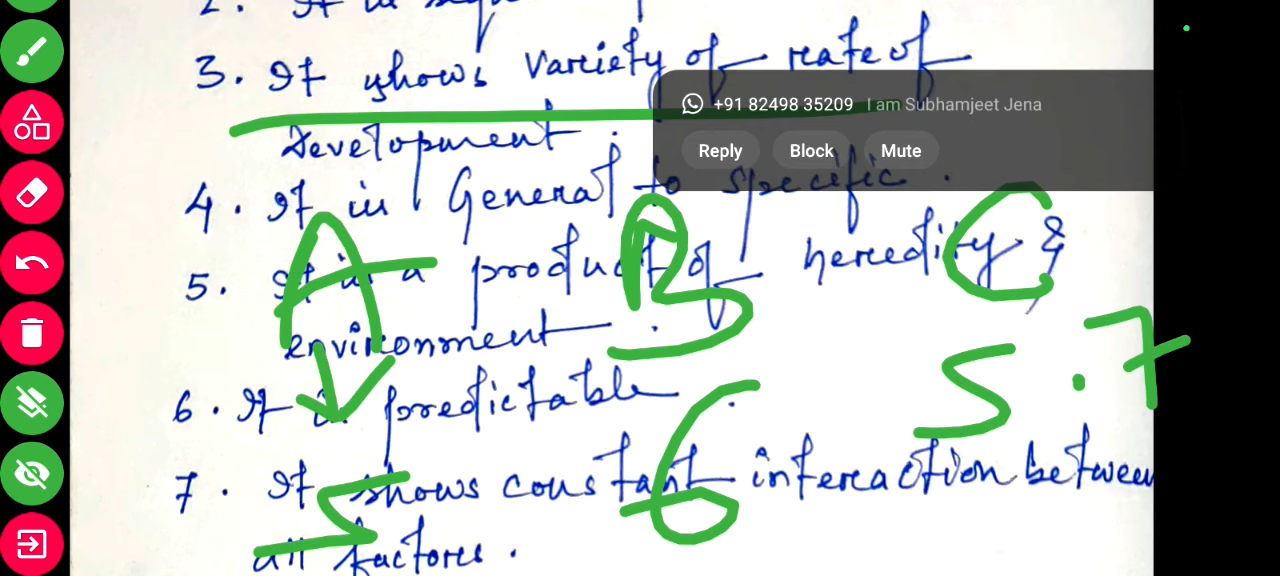 3. It shows Variety of rate of
+91 82498 35209 I am Subhamjeet Jena
Development.
Reply Block Mute
4. It is General to specific.
A B C
5. It is a product of heredity &
environment.
5.7
6. It is predictable.
5 6
7. It shows constant interaction between
all factors.